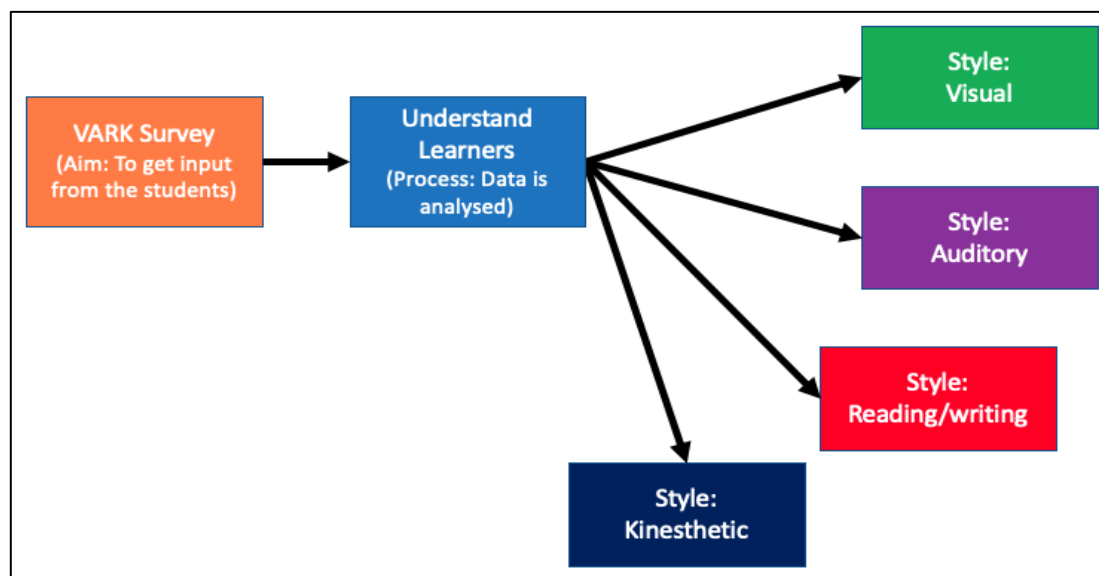 VARK Survey
(Aim: To get input
from the students)
Understand
Learners
(Process: Data is
analysed)
Style:
Visual
Style:
Auditory
Style:
Reading/writing
Style:
Kinesthetic